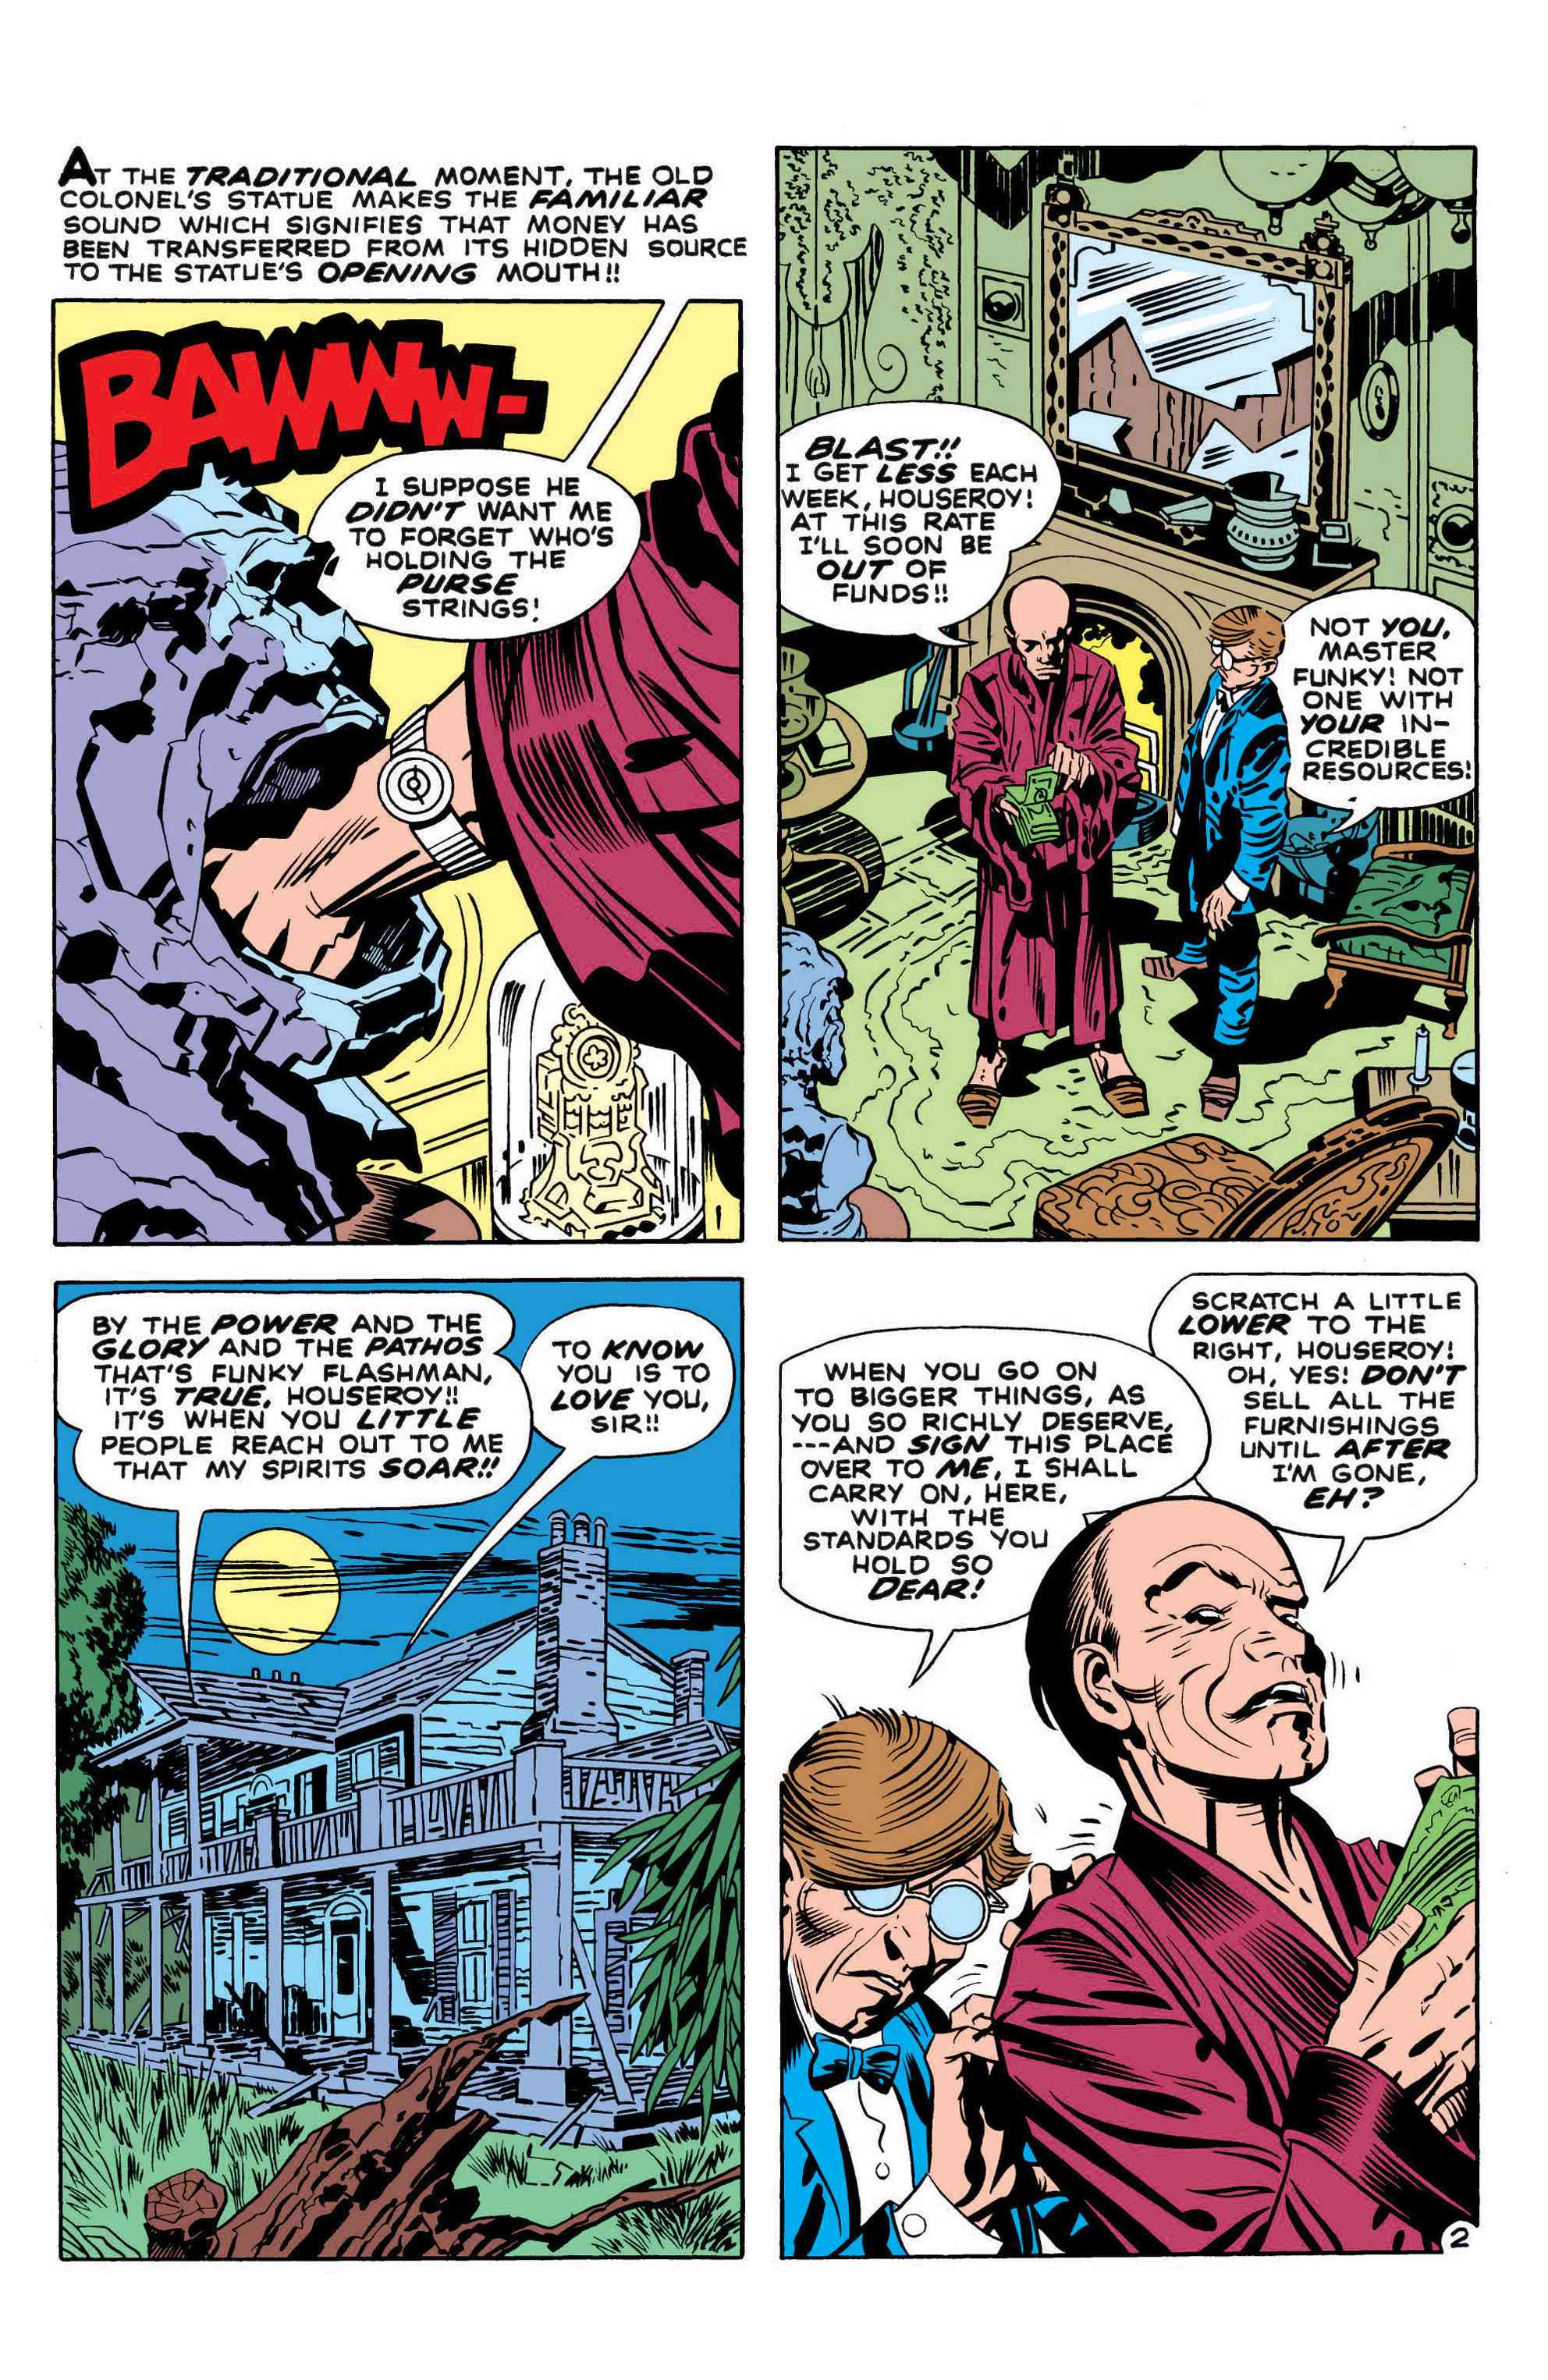 AT THE TRADITIONAL MOMENT, THE OLD
COLONEL'S STATUE MAKES THE FAMILIAR
SOUND WHICH SIGNIFIES THAT MONEY HAS
BEEN TRANSFERRED FROM ITS HIDDEN SOURCE
TO THE STATUE'S OPENING MOUTH!!
BAWWW-
I SUPPOSE HE
DIDN'T WANT ME
TO FORGET WHO'S
HOLDING THE
PURSE
STRINGS!
BLAST!!
I GET LESS EACH
WEEK, HOUSEROY!
AT THIS RATE
I'LL SOON BE
OUT OF
FUNDS!!
NOT YOU,
MASTER
FUNKY! NOT
ONE WITH
YOUR IN-
CREDIBLE
RESOURCES!
BY THE POWER AND THE
GLORY AND THE PATHOS
THAT'S FUNKY FLASHMAN,
IT'S TRUE, HOUSEROY!!
IT'S WHEN YOU LITTLE
PEOPLE REACH OUT TO ME
THAT MY SPIRITS SOAR!!
TO KNOW
YOU IS TO
LOVE YOU,
SIR!!
WHEN YOU GO ON
TO BIGGER THINGS, AS
YOU SO RICHLY DESERVE,
---AND SIGN THIS PLACE
OVER TO ME, I SHALL
CARRY ON, HERE,
WITH THE
STANDARDS YOU
HOLD SO
DEAR!
SCRATCH A LITTLE
LOWER TO THE
RIGHT, HOUSEROY!
OH, YES! DON'T
SELL ALL THE
FURNISHINGS
UNTIL AFTER
I'M GONE,
EH?
2